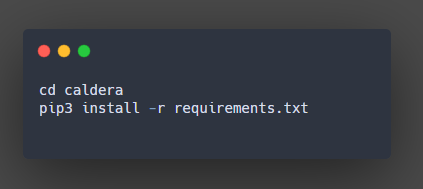 cd caldera
pip3 install -r requirements.txt